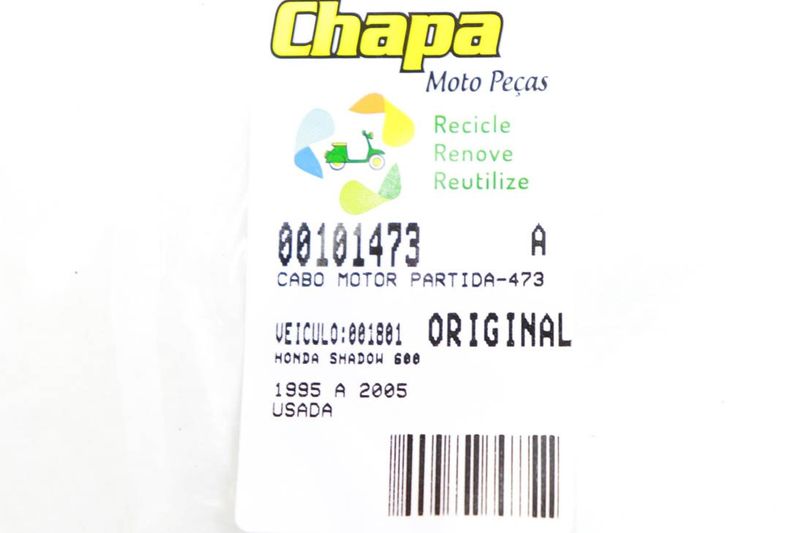 Chapa
Moto Peças
Recicle
Renove
Reutilize
00101473 A
CABO MOTOR PARTIDA-473
VEICULO:001801 ORIGINAL
HONDA SHADOW 600
1995 A 2005
USADA